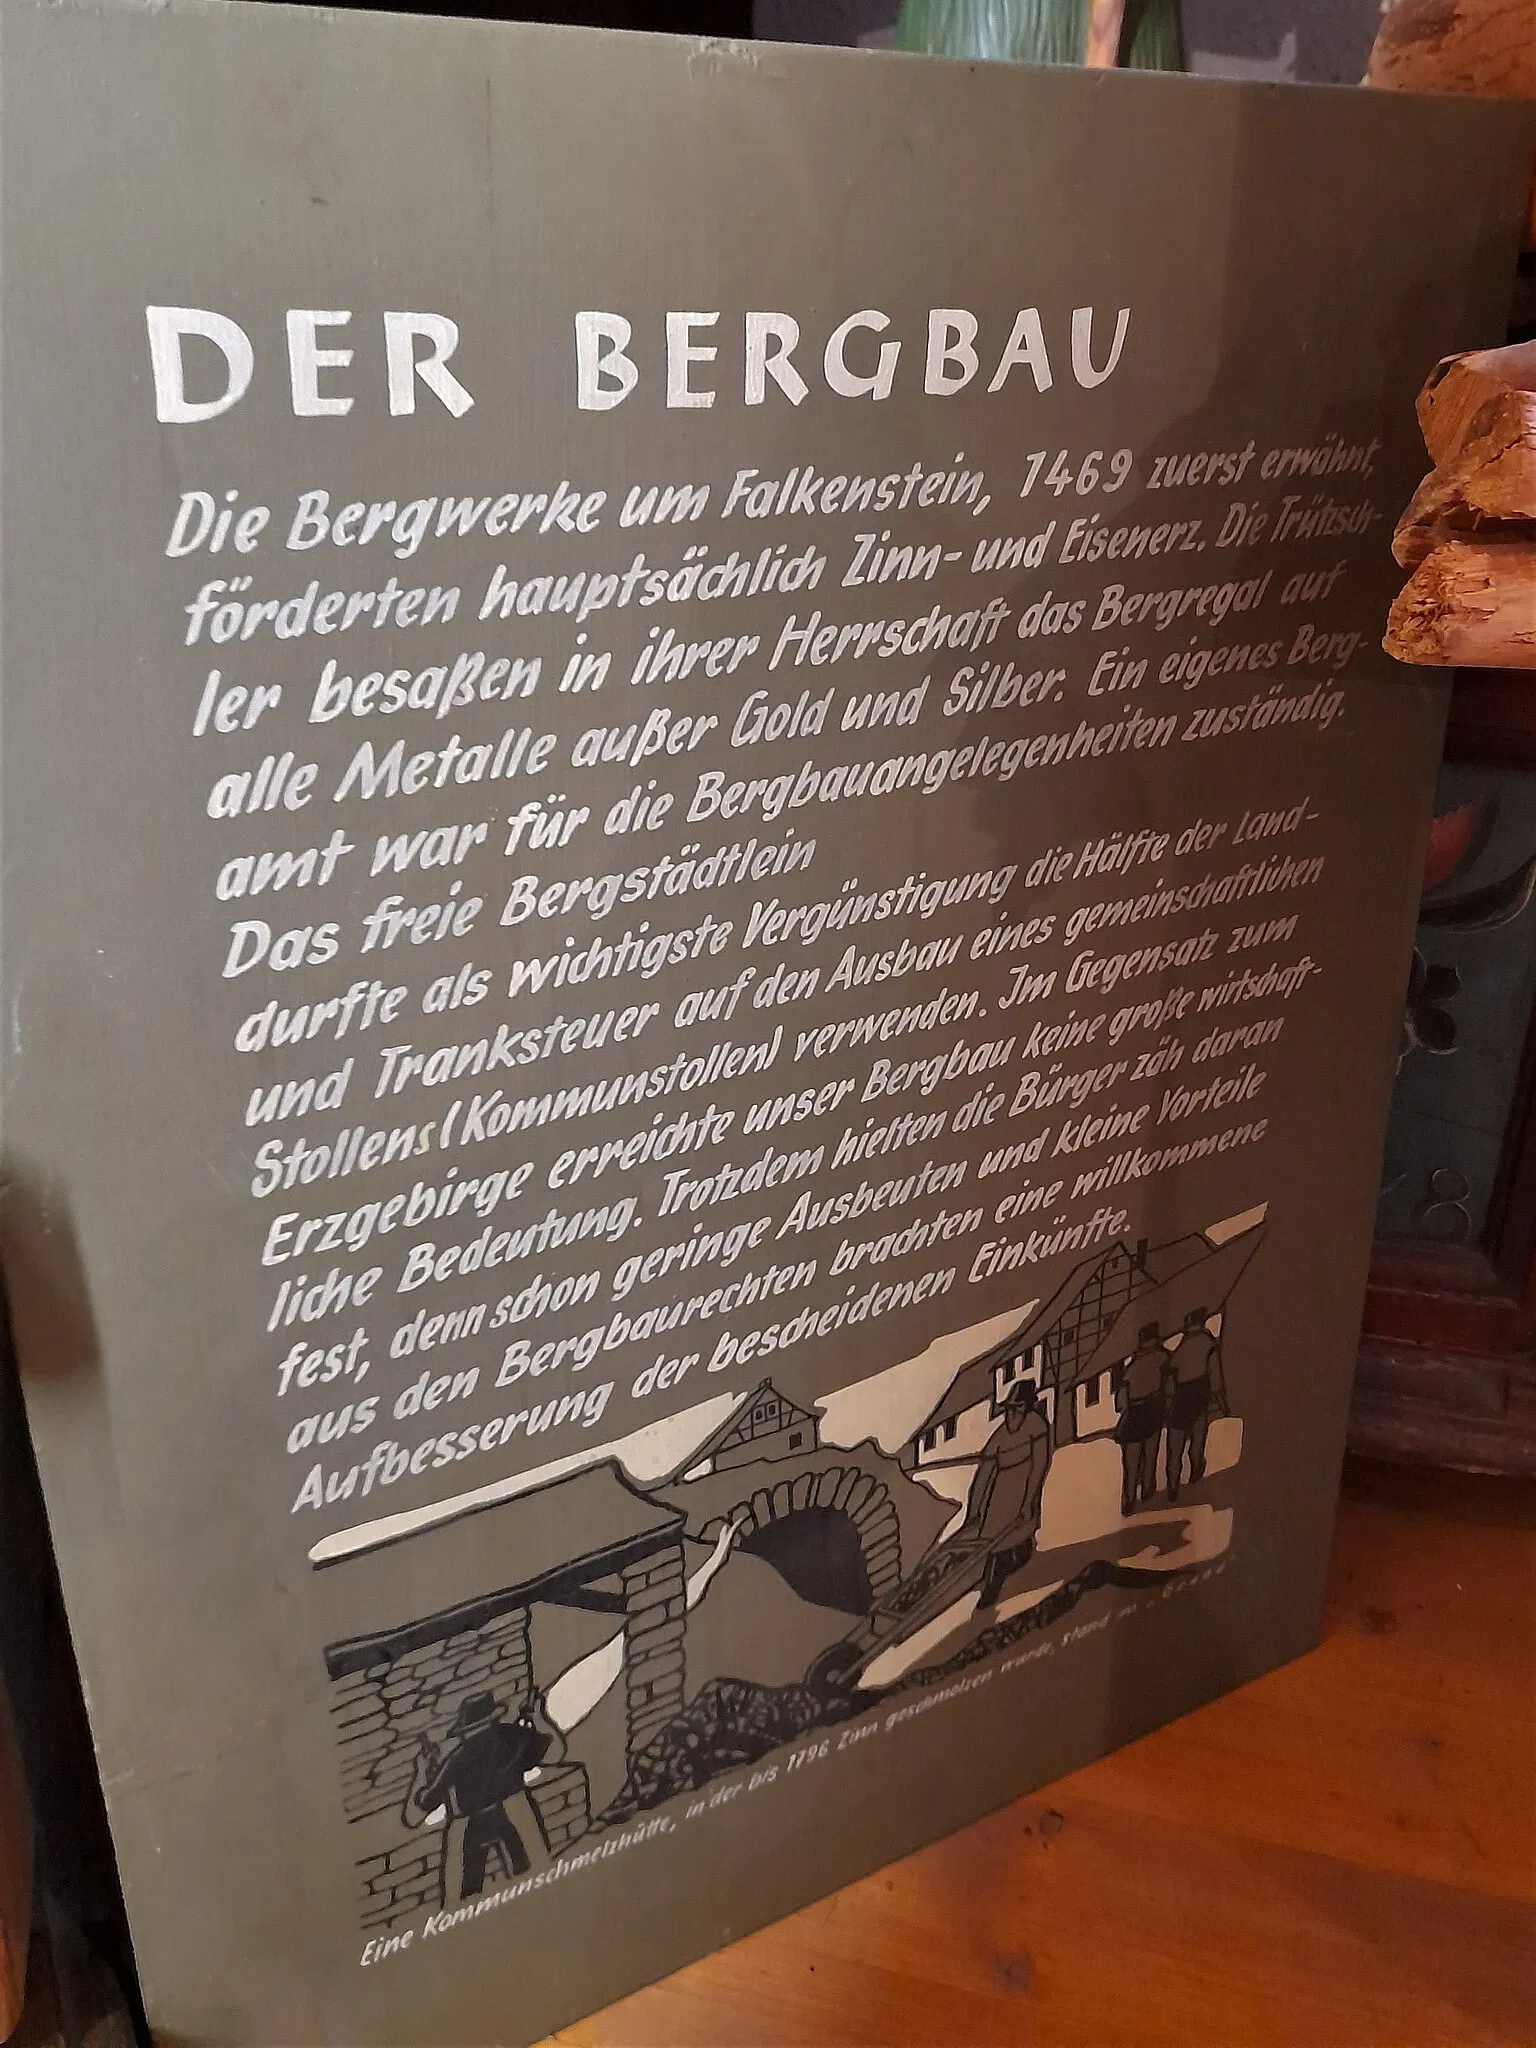 DER BERGBAU
Die Bergwerke um Falkenstein, 1469 zuerst erwähnt,
förderten hauptsächlich Zinn- und Eisenerz. Die Trützsch-
ler besaßen in ihrer Herrschaft das Bergregal auf
alle Metalle außer Gold und Silber. Ein eigenes Berg-
amt war für die Bergbauangelegenheiten zuständig.
Das freie Bergstädtlein
durfte als wichtigste Vergünstigung die Hälfte der Land-
und Tranksteuer auf den Ausbau eines gemeinschaftlichen
Stollens (Kommunstollen) verwenden. Im Gegensatz zum
Erzgebirge erreichte unser Bergbau keine große wirtschaft-
liche Bedeutung. Trotzdem hielten die Bürger zäh daran
fest, denn schon geringe Ausbeuten und kleine Vorteile
aus den Bergbaurechten brachten eine willkommene
Aufbesserung der bescheidenen Einkünfte.
Eine Kommunschmelzhütte, in der bis 1796 Zinn geschmolzen wurde, stand